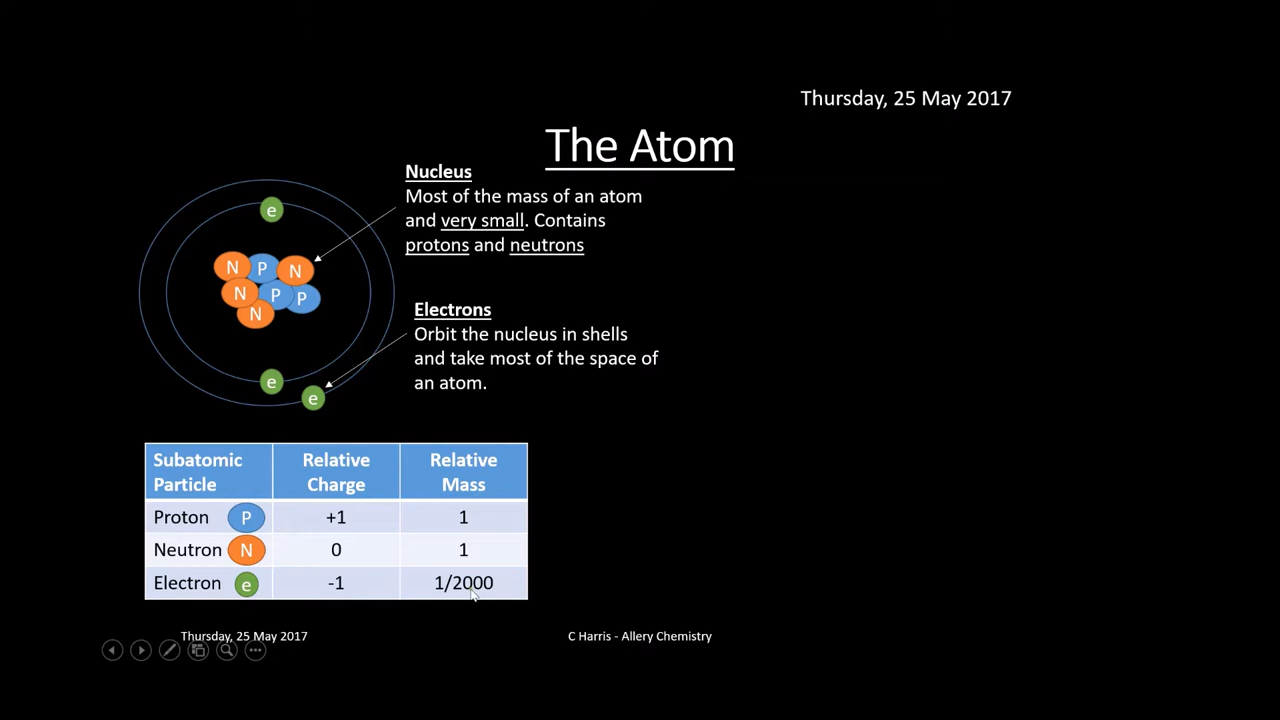 Thursday, 25 May 2017
The Atom
Nucleus
Most of the mass of an atom
and very small. Contains
protons and neutrons
e
N P N
N P P
N
Electrons
Orbit the nucleus in shells
and take most of the space of
an atom.
e
e
Subatomic Particle Relative Charge Relative Mass
Proton P +1 1
Neutron N 0 1
Electron e -1 1/2000
Thursday, 25 May 2017
C Harris - Allery Chemistry